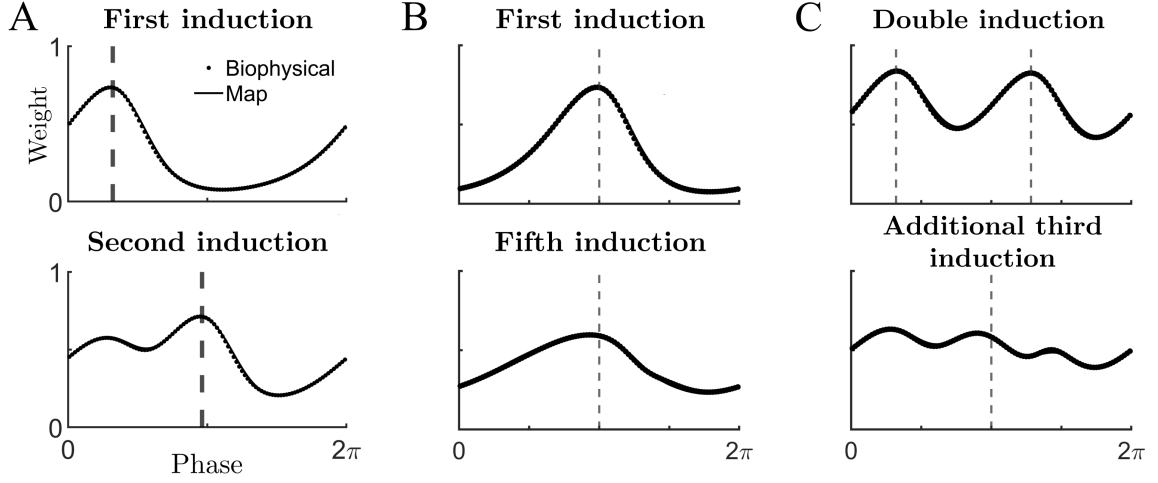 A
First induction
1
Weight
0
Biophysical
Map
Second induction
1
0
0
2π
Phase
B
First induction
Fifth induction
0
2π
C
Double induction
Additional third
induction
0
2π